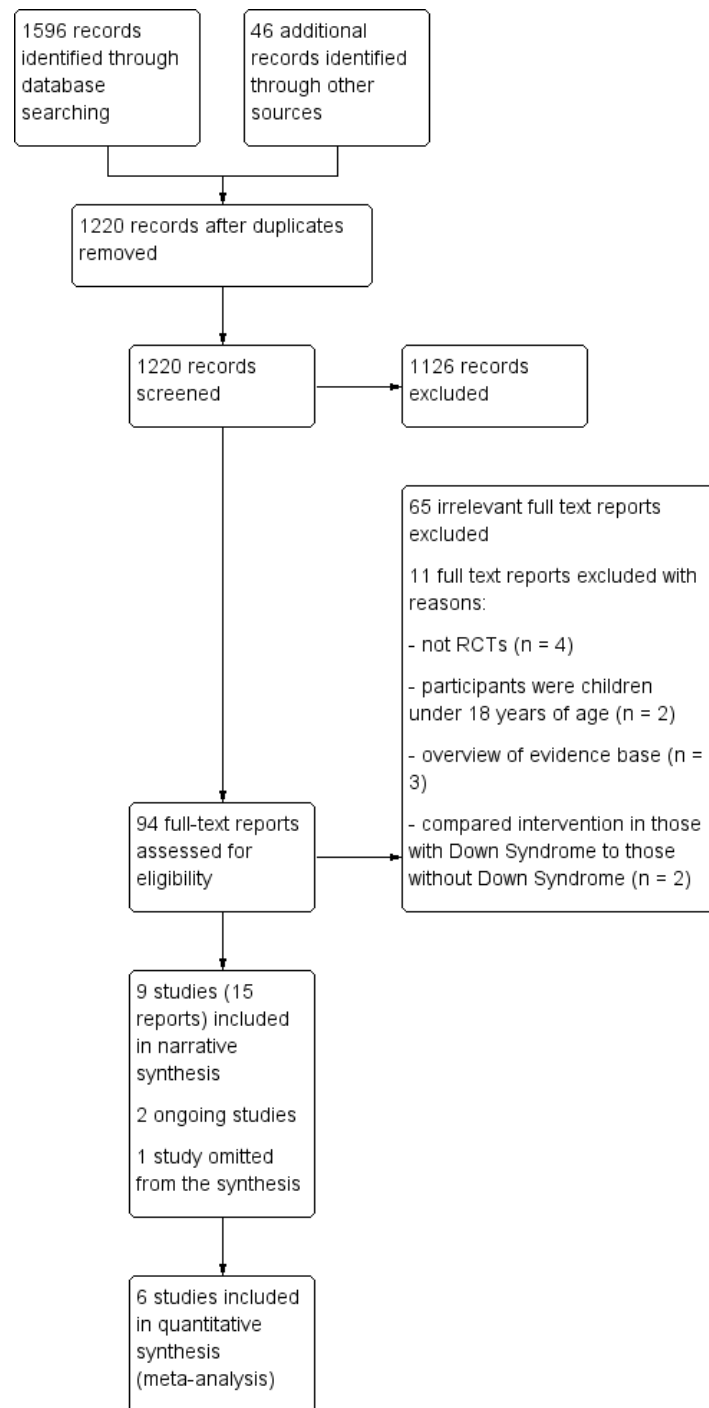 1596 records
identified through
database
searching
46 additional
records identified
through other
sources
1220 records after duplicates
removed
1220 records
screened
1126 records
excluded
65 irrelevant full text reports
excluded
11 full text reports excluded with
reasons:
- not RCTs (n = 4)
- participants were children
under 18 years of age (n = 2)
- overview of evidence base (n =
3)
- compared intervention in those
with Down Syndrome to those
without Down Syndrome (n = 2)
94 full-text reports
assessed for
eligibility
9 studies (15
reports) included
in narrative
synthesis
2 ongoing studies
1 study omitted
from the synthesis
6 studies included
in quantitative
synthesis
(meta-analysis)